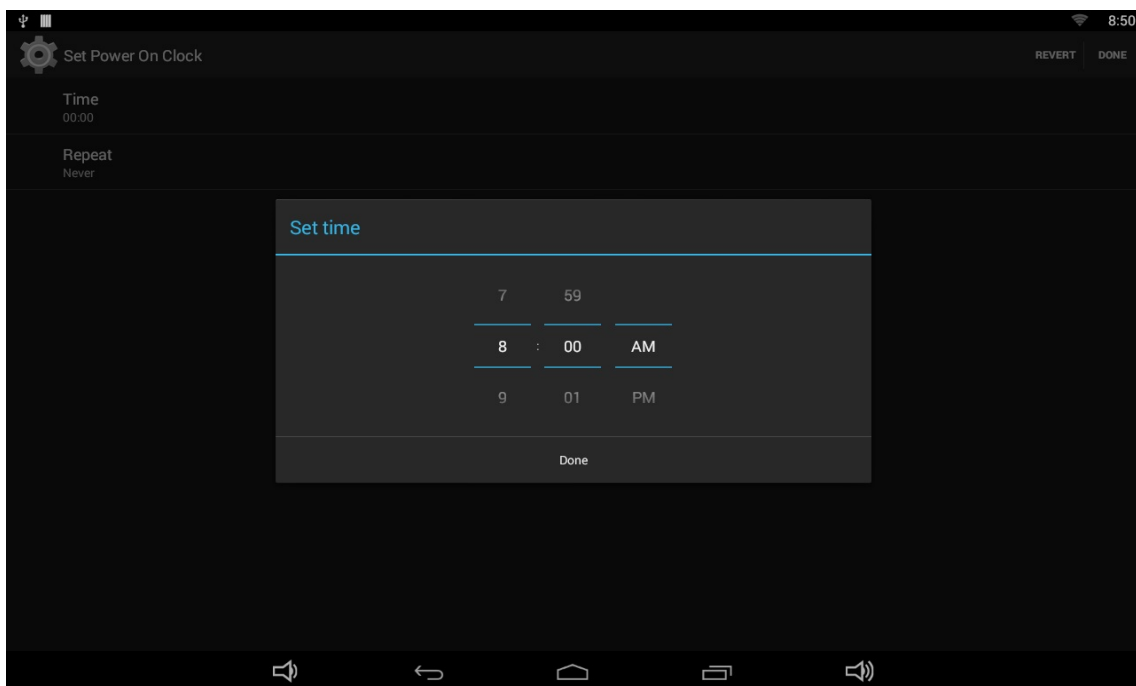 8:50
Set Power On Clock REVERT DONE
Time
00:00
Repeat
Never
Set time
7 59
8 : 00 AM
9 01 PM
Done